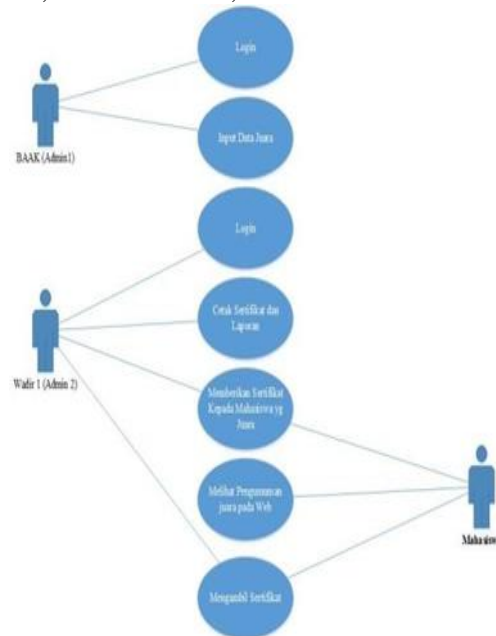 Login
Input Data Juara
BAAK (Admin1)
Login
Cetak Sertifikat dan
Laporan
Wadir 1 (Admin 2)
Memberikan Sertifikat
Kepada Mahasiswa yg
Juara
Melihat Pengumuman
juara pada Web
Mahasisw
Mengambil Sertifikat